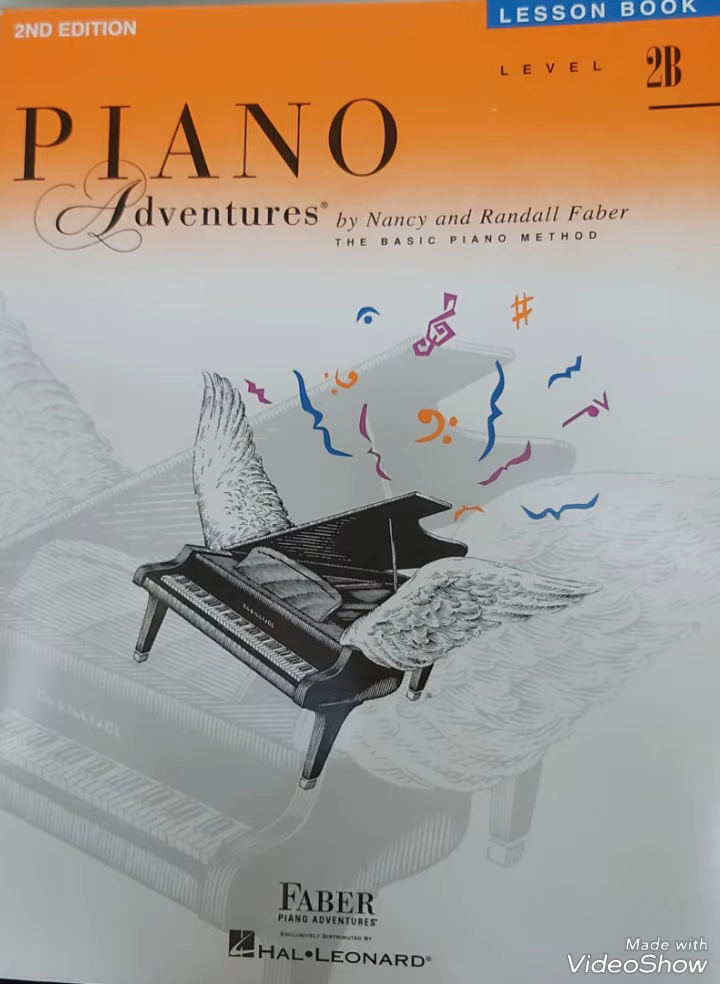 LESSON BOOK
2ND EDITION
LEVEL 2B
PIANO
Adventures® by Nancy and Randall Faber
THE BASIC PIANO METHOD
FABER
PIANO ADVENTURES®
EXCLUSIVELY DISTRIBUTED BY
HAL•LEONARD®
Made with
VideoShow